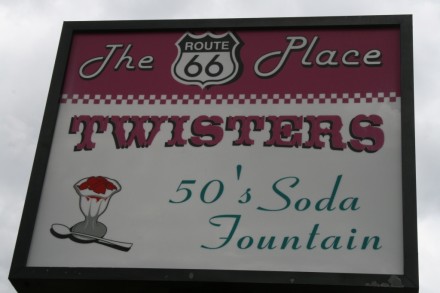 The ROUTE 66 Place
TWISTERS
50's Soda
Fountain